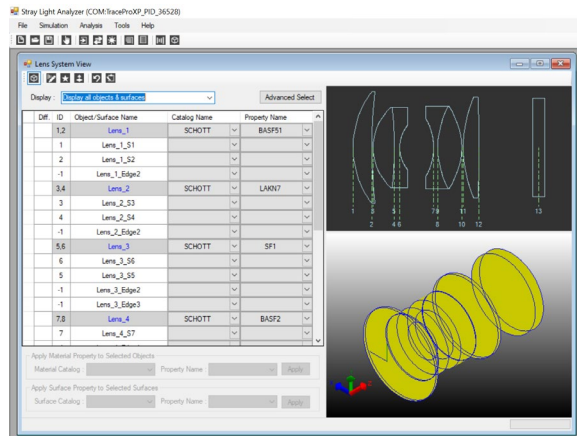 Stray Light Analyzer (COM:TraceProXP_PID_36528)
File Simulation Analysis Tools Help
Lens System View
Display : Display all objects & surfaces Advanced Select
Diff. ID Object/Surface Name Catalog Name Property Name
1,2 Lens_1 SCHOTT BASF51
1 Lens_1_S1
2 Lens_1_S2
-1 Lens_1_Edge2
3,4 Lens_2 SCHOTT LAKN7
3 Lens_2_S3
4 Lens_2_S4
-1 Lens_2_Edge2
5,6 Lens_3 SCHOTT SF1
6 Lens_3_S6
5 Lens_3_S5
-1 Lens_3_Edge2
-1 Lens_3_Edge3
7,8 Lens_4 SCHOTT BASF2
7 Lens_4_S7
Apply Material Property to Selected Objects
Material Catalog : Property Name : Apply
Apply Surface Property to Selected Surfaces
Surface Catalog : Property Name : Apply
1 3 5 7 9 11 13
2 4 6 8 10 12